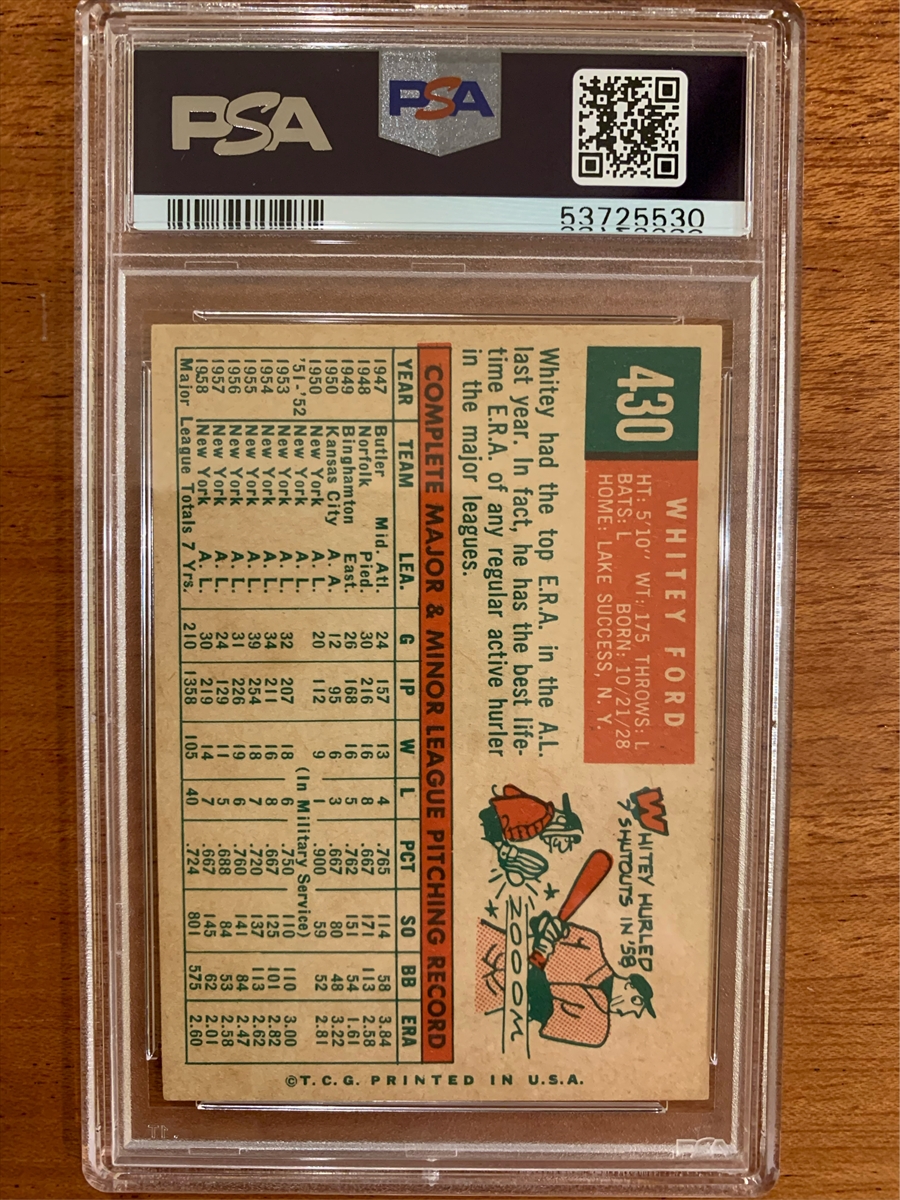 PSA
PSA
53725530
430
WHITEY FORD
HT: 5'10" WT: 175 THROWS: L
BATS: L BORN: 10/21/28
HOME: LAKE SUCCESS, N. Y.
Whitey had the top E.R.A. in the A.L.
last year. In fact, he has the best life-
time E.R.A. of any regular active hurler
in the major leagues.
WHITEY HURLED
7 SHUTOUTS IN '58
ZOOOM
COMPLETE MAJOR & MINOR LEAGUE PITCHING RECORD
YEAR TEAM LEA. G IP W L PCT SO BB ERA
1947 Butler Mid. Atl 24 157 13 4 .765 114 58 3.84
1948 Norfolk Pied. 30 216 16 8 .667 171 113 2.58
1949 Binghamton East. 26 168 16 5 .762 151 54 1.61
1950 Kansas City A. A. 12 95 6 3 .667 80 48 3.22
1950 New York A. L. 20 112 9 1 .900 59 52 2.81
'51-'52 New York A. L. (In Military Service)
1953 New York A. L. 32 207 18 6 .750 110 110 3.00
1954 New York A. L. 34 211 16 8 .667 125 101 2.82
1955 New York A. L. 39 254 18 7 .720 137 113 2.62
1956 New York A. L. 31 226 19 6 .760 141 84 2.47
1957 New York A. L. 24 129 11 5 .688 84 53 2.58
1958 New York A. L. 30 219 14 7 .667 145 62 2.01
Major League Totals 7 Yrs. 210 1358 105 40 .724 801 575 2.60
©T.C.G. PRINTED IN U.S.A.
PSA